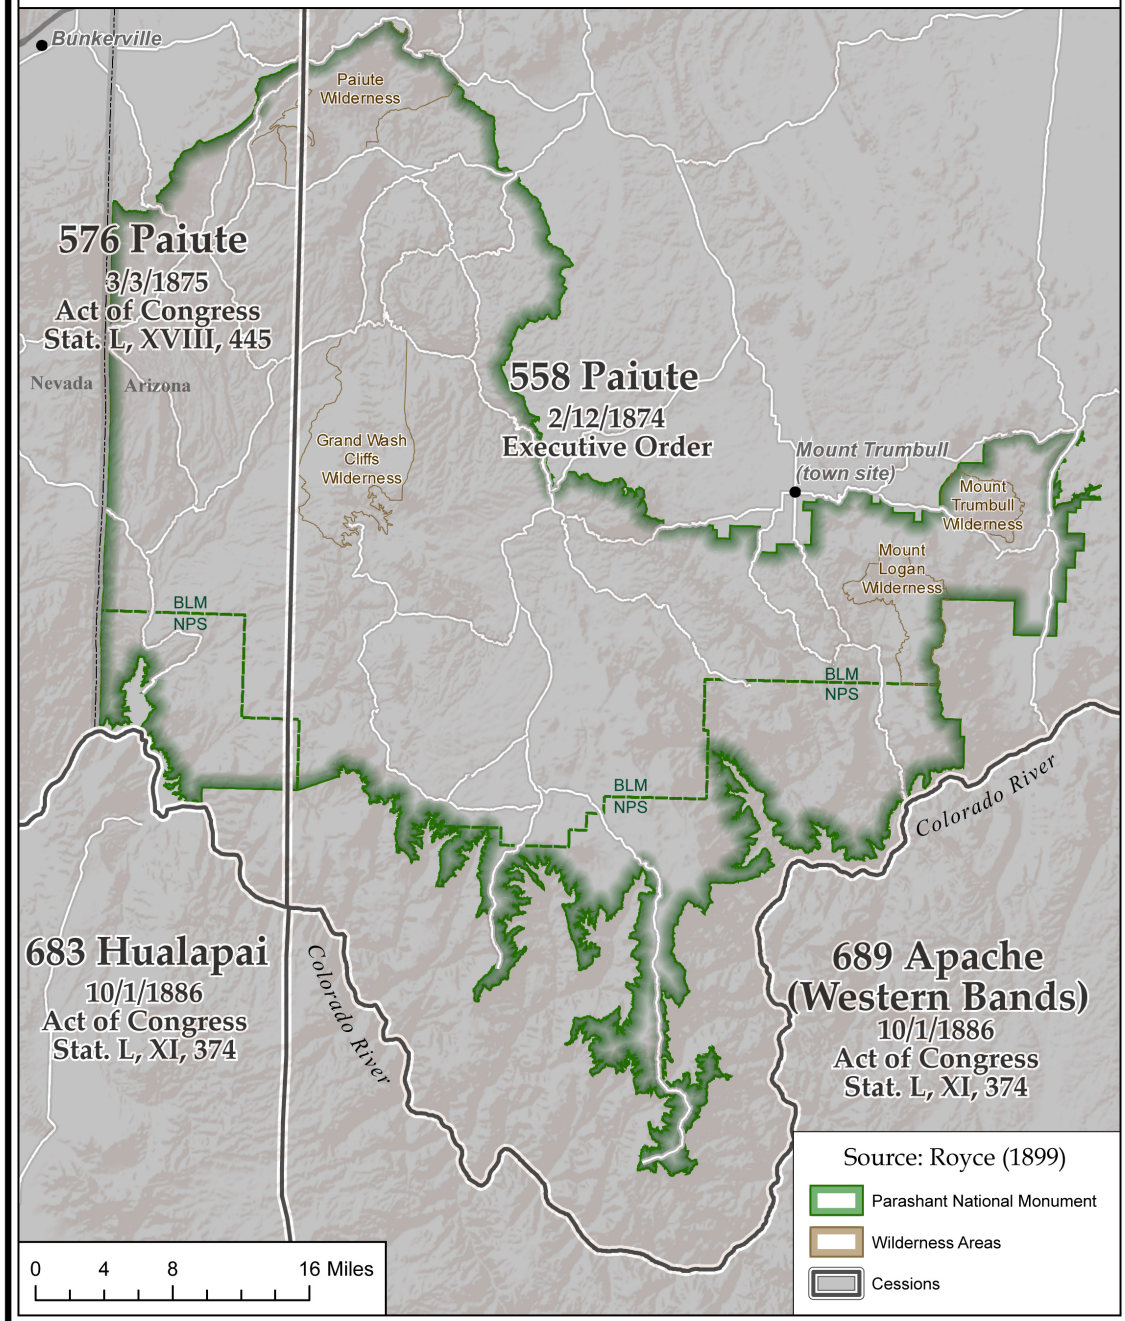 Bunkerville
Paiute
Wilderness
576 Paiute
3/3/1875
Act of Congress
Stat. L, XVIII, 445
Nevada
Arizona
558 Paiute
2/12/1874
Executive Order
Grand Wash
Cliffs
Wilderness
Mount Trumbull
(town site)
Mount
Trumbull
Wilderness
Mount
Logan
Wilderness
BLM
NPS
BLM
NPS
BLM
NPS
Colorado River
683 Hualapai
10/1/1886
Act of Congress
Stat. L, XI, 374
Colorado River
689 Apache
(Western Bands)
10/1/1886
Act of Congress
Stat. L, XI, 374
Source: Royce (1899)
Parashant National Monument
Wilderness Areas
Cessions
0 4 8 16 Miles